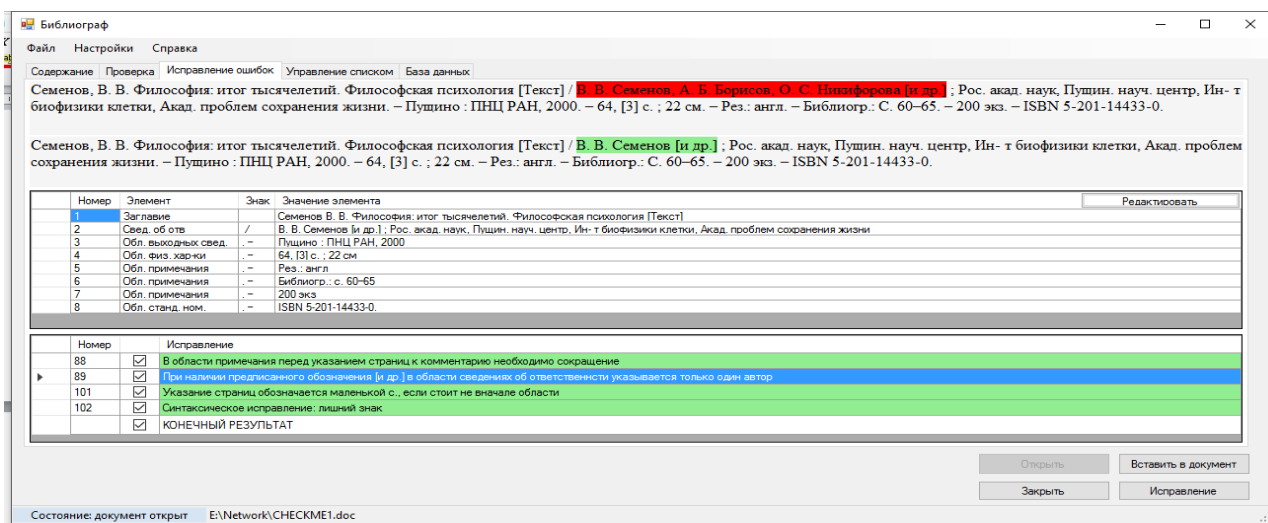 Библиограф
Файл Настройки Справка
Содержание Проверка Исправление ошибок Управление списком База данных
Семенов, В. В. Философия: итог тысячелетий. Философская психология [Текст] / В. В. Семенов, А. Б. Борисов, О. С. Никифорова [и др.] ; Рос. акад. наук, Пущин. науч. центр, Ин- т
биофизики клетки, Акад. проблем сохранения жизни. – Пущино : ПНЦ РАН, 2000. – 64, [3] с. ; 22 см. – Рез.: англ. – Библиогр.: С. 60–65. – 200 экз. – ISBN 5-201-14433-0.
Семенов, В. В. Философия: итог тысячелетий. Философская психология [Текст] / В. В. Семенов [и др.] ; Рос. акад. наук, Пущин. науч. центр, Ин- т биофизики клетки, Акад. проблем
сохранения жизни. – Пущино : ПНЦ РАН, 2000. – 64, [3] с. ; 22 см. – Рез.: англ. – Библиогр.: С. 60–65. – 200 экз. – ISBN 5-201-14433-0.
Номер Элемент Знак Значение элемента Редактировать
1 Заглавие Семенов В. В. Философия: итог тысячелетий. Философская психология [Текст]
2 Свед. об отв / В. В. Семенов [и др.] ; Рос. акад. наук, Пущин. науч. центр, Ин- т биофизики клетки, Акад. проблем сохранения жизни
3 Обл. выходных свед. . – Пущино : ПНЦ РАН, 2000
4 Обл. физ. хар-ки . – 64, [3] с. ; 22 см
5 Обл. примечания . – Рез.: англ
6 Обл. примечания . – Библиогр.: с. 60–65
7 Обл. примечания . – 200 экз
8 Обл. станд. ном. . – ISBN 5-201-14433-0.
Номер Исправление
88 В области примечания перед указанием страниц к комментарию необходимо сокращение
89 При наличии предписанного обозначения [и др.] в области сведениях об ответственнсти указывается только один автор
101 Указание страниц обозначается маленькой с., если стоит не вначале области
102 Синтаксическое исправление: лишний знак
КОНЕЧНЫЙ РЕЗУЛЬТАТ
Открыть Вставить в документ
Закрыть Исправление
Состояние: документ открыт E:\Network\CHECKME1.doc